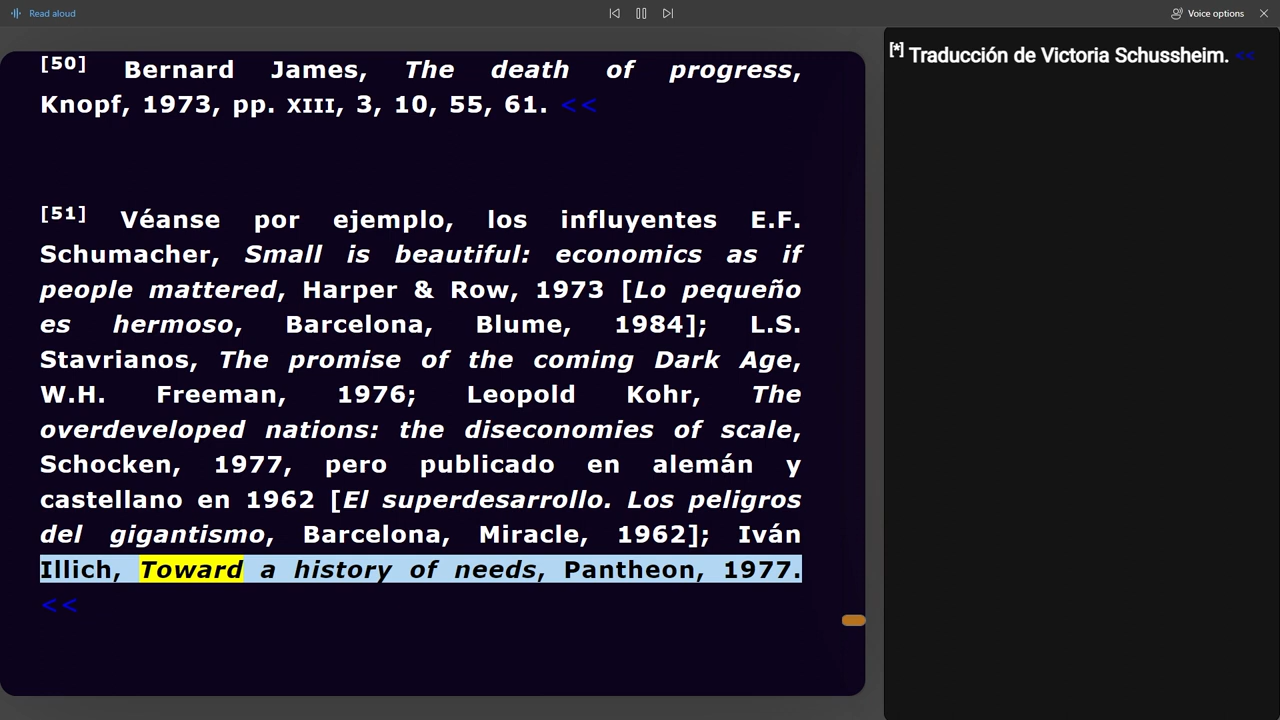 Read aloud
Voice options
[50] Bernard James, The death of progress,
Knopf, 1973, pp. XIII, 3, 10, 55, 61. <<
[51] Véanse por ejemplo, los influyentes E.F.
Schumacher, Small is beautiful: economics as if
people mattered, Harper & Row, 1973 [Lo pequeño
es hermoso, Barcelona, Blume, 1984]; L.S.
Stavrianos, The promise of the coming Dark Age,
W.H. Freeman, 1976; Leopold Kohr, The
overdeveloped nations: the diseconomies of scale,
Schocken, 1977, pero publicado en alemán y
castellano en 1962 [El superdesarrollo. Los peligros
del gigantismo, Barcelona, Miracle, 1962]; Iván
Illich, Toward a history of needs, Pantheon, 1977.
<<
[*] Traducción de Victoria Schussheim. <<